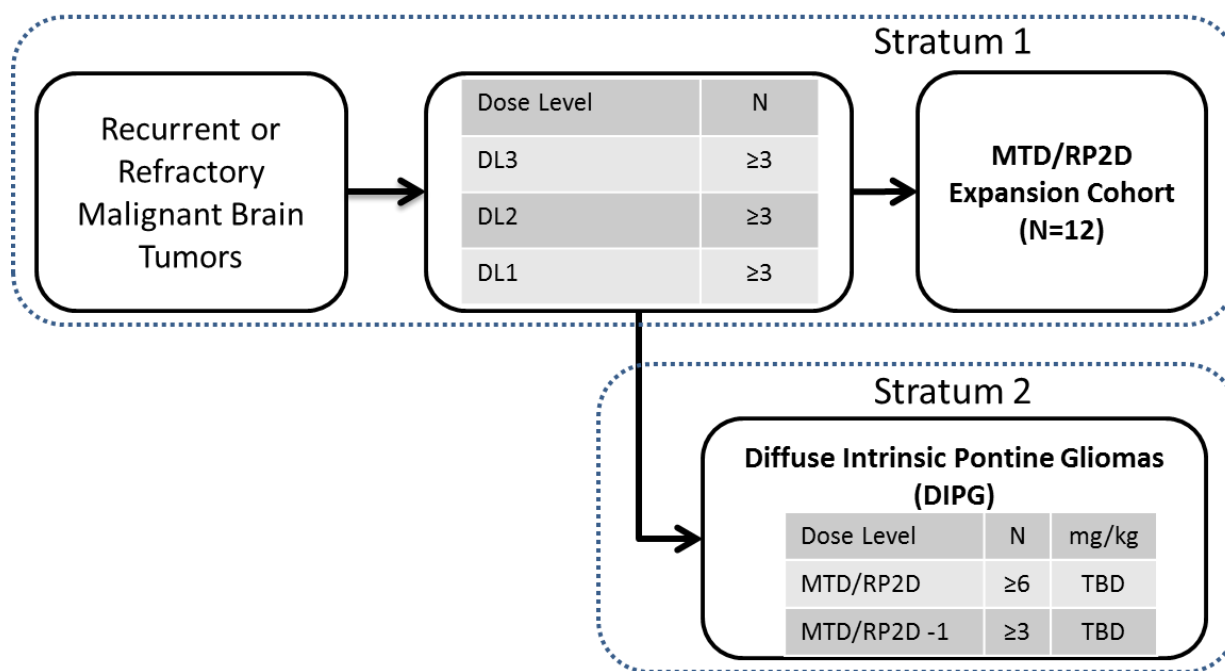 Stratum 1
Recurrent or
Refractory
Malignant Brain
Tumors
Dose Level N
DL3 ≥3
DL2 ≥3
DL1 ≥3
MTD/RP2D
Expansion Cohort
(N=12)
Stratum 2
Diffuse Intrinsic Pontine Gliomas
(DIPG)
Dose Level N mg/kg
MTD/RP2D ≥6 TBD
MTD/RP2D -1 ≥3 TBD